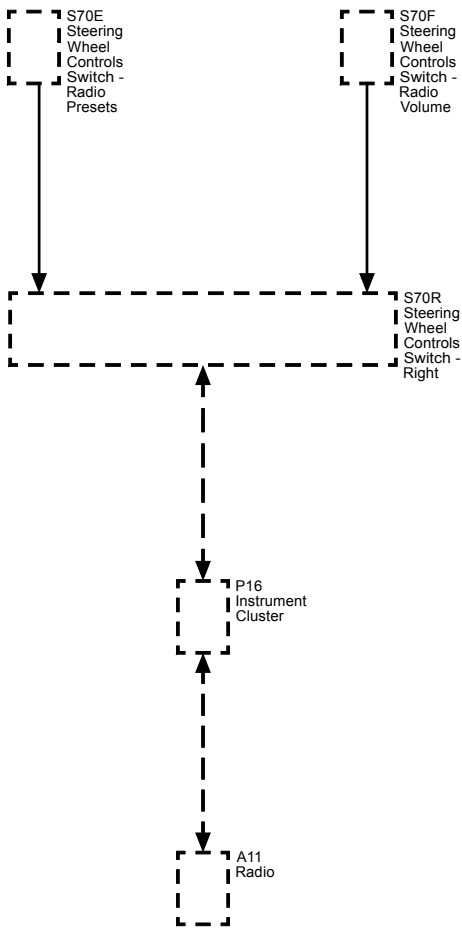 S70E
Steering
Wheel
Controls
Switch -
Radio
Presets
S70F
Steering
Wheel
Controls
Switch -
Radio
Volume
S70R
Steering
Wheel
Controls
Switch -
Right
P16
Instrument
Cluster
A11
Radio